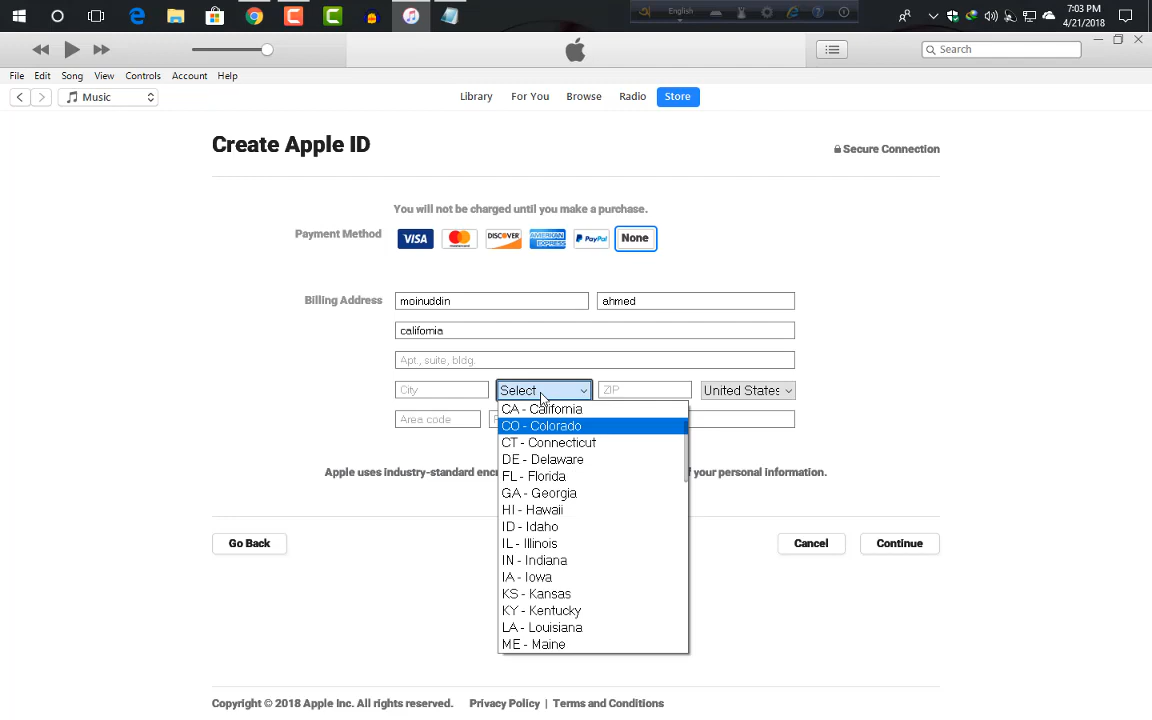 English
7:03 PM
4/21/2018
Search
File Edit Song View Controls Account Help
Music
Library For You Browse Radio Store
Create Apple ID
Secure Connection
You will not be charged until you make a purchase.
Payment Method VISA MasterCard DISCOVER AMERICAN EXPRESS PayPal None
Billing Address moinuddin ahmed
california
Apt., suite, bldg.
City Select ZIP United States
Area code
CA - California
CO - Colorado
CT - Connecticut
DE - Delaware
FL - Florida
GA - Georgia
HI - Hawaii
ID - Idaho
IL - Illinois
IN - Indiana
IA - Iowa
KS - Kansas
KY - Kentucky
LA - Louisiana
ME - Maine
Apple uses industry-standard f your personal information.
Go Back Cancel Continue
Copyright © 2018 Apple Inc. All rights reserved. Privacy Policy | Terms and Conditions